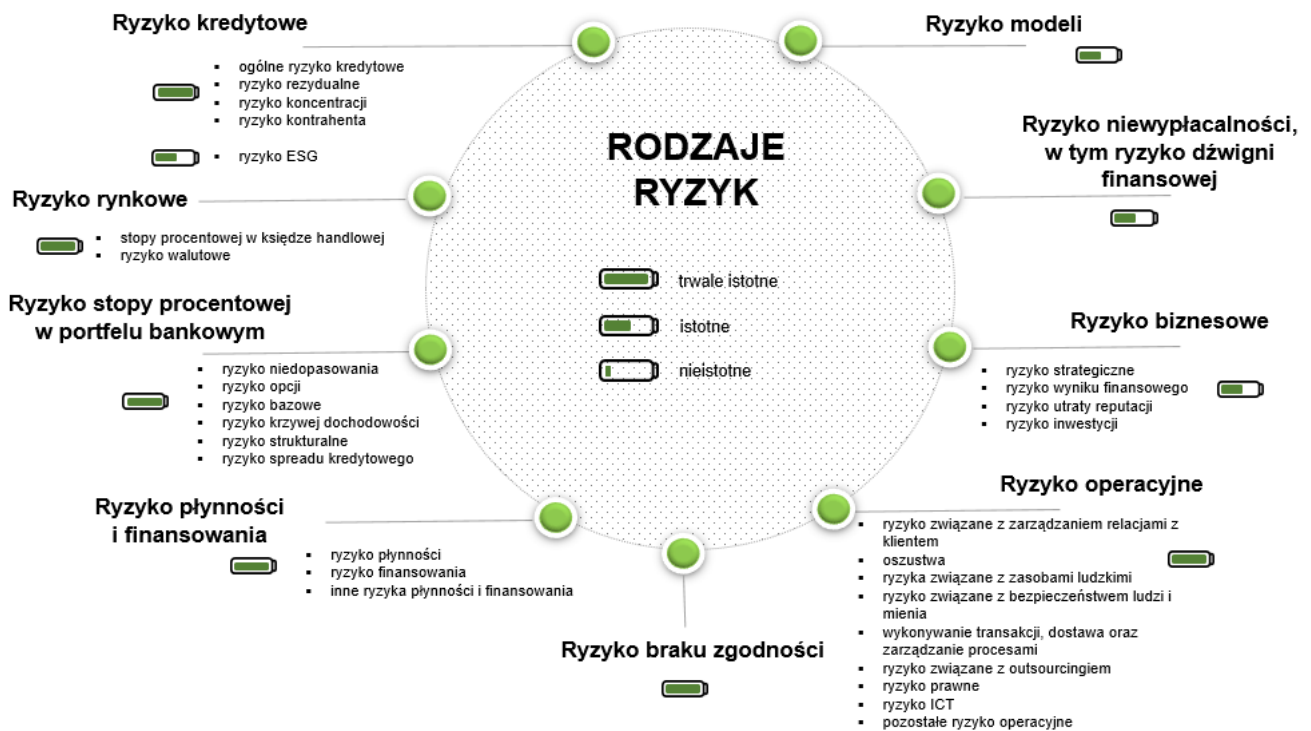 RODZAJE
RYZYK
trwale istotne
istotne
nieistotne
Ryzyko kredytowe
▪ ogólne ryzyko kredytowe
▪ ryzyko rezydualne
▪ ryzyko koncentracji
▪ ryzyko kontrahenta
▪ ryzyko ESG
Ryzyko rynkowe
▪ stopy procentowej w księdze handlowej
▪ ryzyko walutowe
Ryzyko stopy procentowej
w portfelu bankowym
▪ ryzyko niedopasowania
▪ ryzyko opcji
▪ ryzyko bazowe
▪ ryzyko krzywej dochodowości
▪ ryzyko strukturalne
▪ ryzyko spreadu kredytowego
Ryzyko płynności
i finansowania
▪ ryzyko płynności
▪ ryzyko finansowania
▪ inne ryzyka płynności i finansowania
Ryzyko braku zgodności
Ryzyko modeli
Ryzyko niewypłacalności,
w tym ryzyko dźwigni
finansowej
Ryzyko biznesowe
▪ ryzyko strategiczne
▪ ryzyko wyniku finansowego
▪ ryzyko utraty reputacji
▪ ryzyko inwestycji
Ryzyko operacyjne
▪ ryzyko związane z zarządzaniem relacjami z
klientem
▪ oszustwa
▪ ryzyka związane z zasobami ludzkimi
▪ ryzyko związane z bezpieczeństwem ludzi i
mienia
▪ wykonywanie transakcji, dostawa oraz
zarządzanie procesami
▪ ryzyko związane z outsourcingiem
▪ ryzyko prawne
▪ ryzyko ICT
▪ pozostałe ryzyko operacyjne